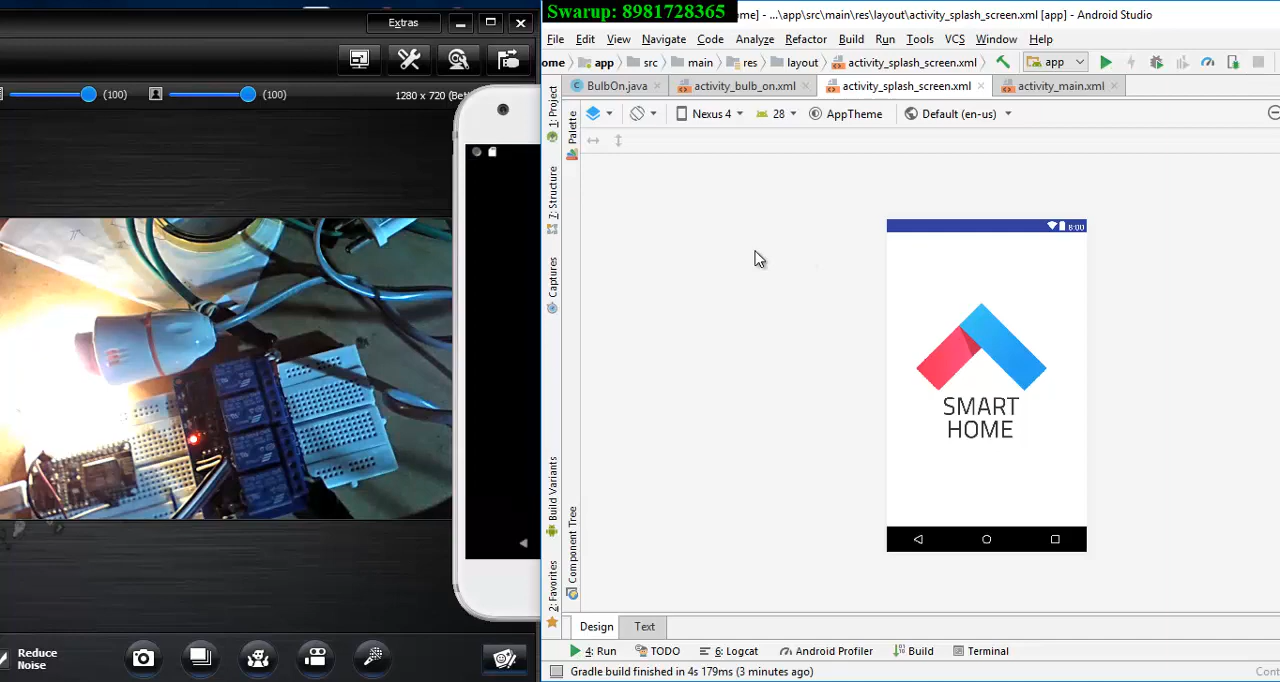 Extras
(100)
(100)
1280 x 720 (Bet
Reduce
Noise
Swarup: 8981728365
ome] - ...\app\src\main\res\layout\activity_splash_screen.xml [app] - Android Studio
File Edit View Navigate Code Analyze Refactor Build Run Tools VCS Window Help
ome app src main res layout activity_splash_screen.xml app
BulbOn.java activity_bulb_on.xml activity_splash_screen.xml activity_main.xml
Nexus 4 28 AppTheme Default (en-us)
1: Project
7: Structure
Captures
Build Variants
2: Favorites
Palette
Component Tree
8:00
SMART
HOME
Design Text
4: Run TODO 6: Logcat Android Profiler Build Terminal
Gradle build finished in 4s 179ms (3 minutes ago)
Cont